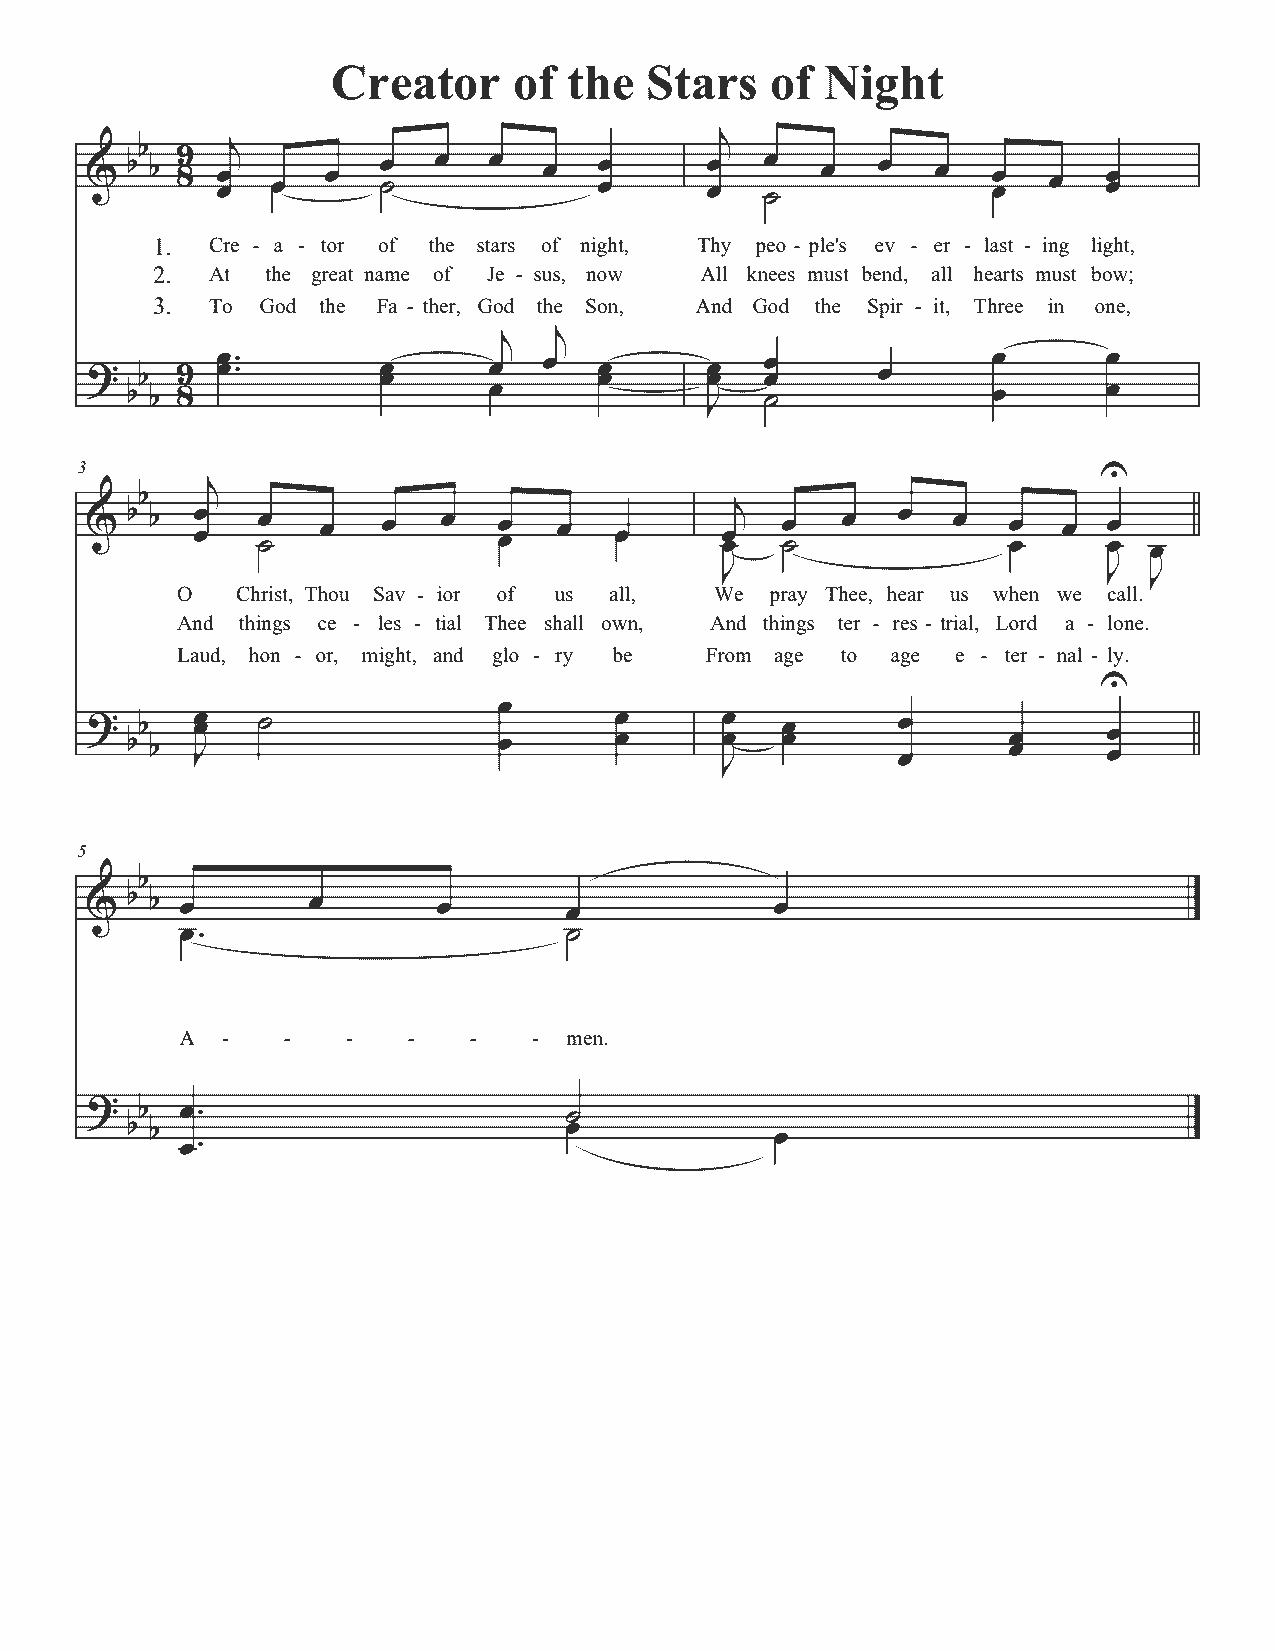 Creator of the Stars of Night
9
8
1. Cre - a - tor of the stars of night, Thy peo - ple's ev - er - last - ing light,
2. At the great name of Je - sus, now All knees must bend, all hearts must bow;
3. To God the Fa - ther, God the Son, And God the Spir - it, Three in one,
9
8
3
O Christ, Thou Sav - ior of us all, We pray Thee, hear us when we call.
And things ce - les - tial Thee shall own, And things ter - res - trial, Lord a - lone.
Laud, hon - or, might, and glo - ry be From age to age e - ter - nal - ly.
5
A - - - - - - men.